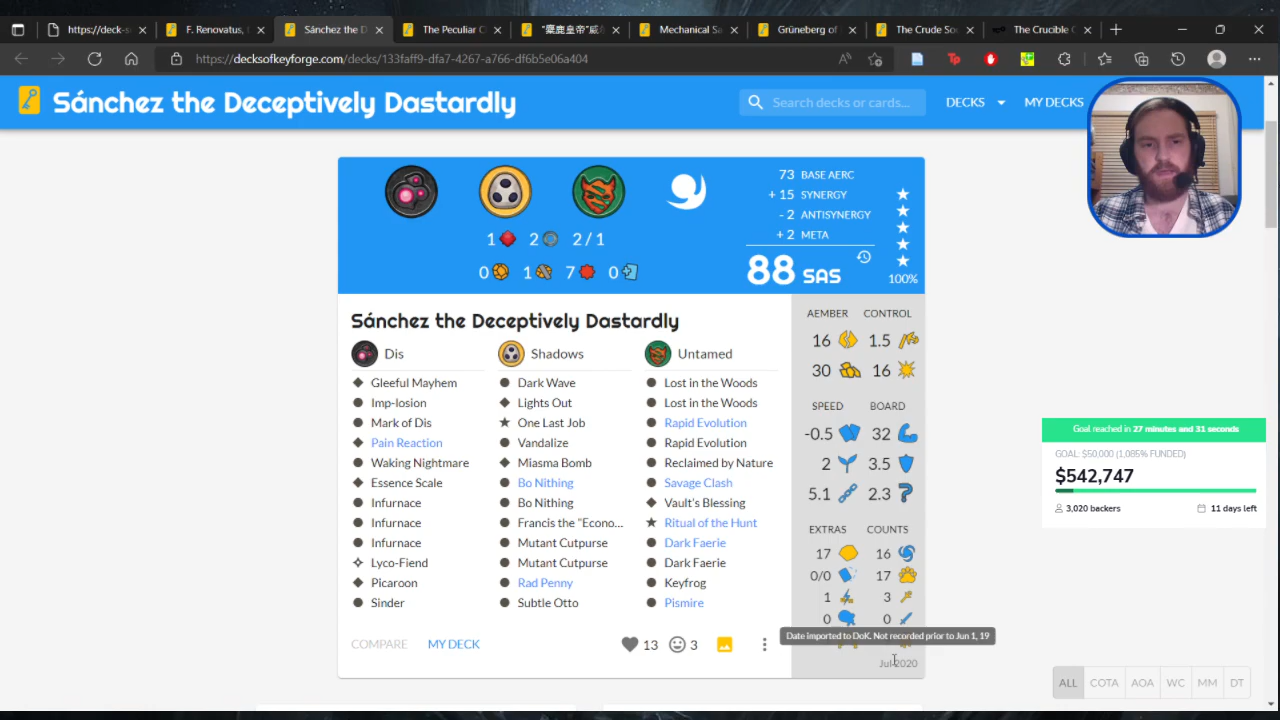 https://deck-s
F. Renovatus,
Sánchez the D
The Peculiar C
"麋鹿皇帝"威
Mechanical Sa
Grüneberg of
The Crude So
The Crucible C
https://decksofkeyforge.com/decks/133faff9-dfa7-4267-a766-df6b5e06a404
Sánchez the Deceptively Dastardly
Search decks or cards...
DECKS
MY DECKS
73 BASE AERC
+ 15 SYNERGY
- 2 ANTISYNERGY
+ 2 META
88 SAS
100%
1 2 2 / 1
0 1 7 0
Sánchez the Deceptively Dastardly
Dis
Gleeful Mayhem
Imp-losion
Mark of Dis
Pain Reaction
Waking Nightmare
Essence Scale
Infurnace
Infurnace
Infurnace
Lyco-Fiend
Picaroon
Sinder
Shadows
Dark Wave
Lights Out
One Last Job
Vandalize
Miasma Bomb
Bo Nithing
Bo Nithing
Francis the "Econo...
Mutant Cutpurse
Mutant Cutpurse
Rad Penny
Subtle Otto
Untamed
Lost in the Woods
Lost in the Woods
Rapid Evolution
Rapid Evolution
Reclaimed by Nature
Savage Clash
Vault's Blessing
Ritual of the Hunt
Dark Faerie
Dark Faerie
Keyfrog
Pismire
COMPARE
MY DECK
13
3
AEMBER CONTROL
16 1.5
30 16
SPEED BOARD
-0.5 32
2 3.5
5.1 2.3
EXTRAS COUNTS
17 16
0/0 17
1 3
0 0
Date imported to DoK. Not recorded prior to Jun 1, 19
Jul 2020
Goal reached in 27 minutes and 31 seconds
GOAL: $50,000 (1,085% FUNDED)
$542,747
3,020 backers
11 days left
ALL COTA AOA WC MM DT